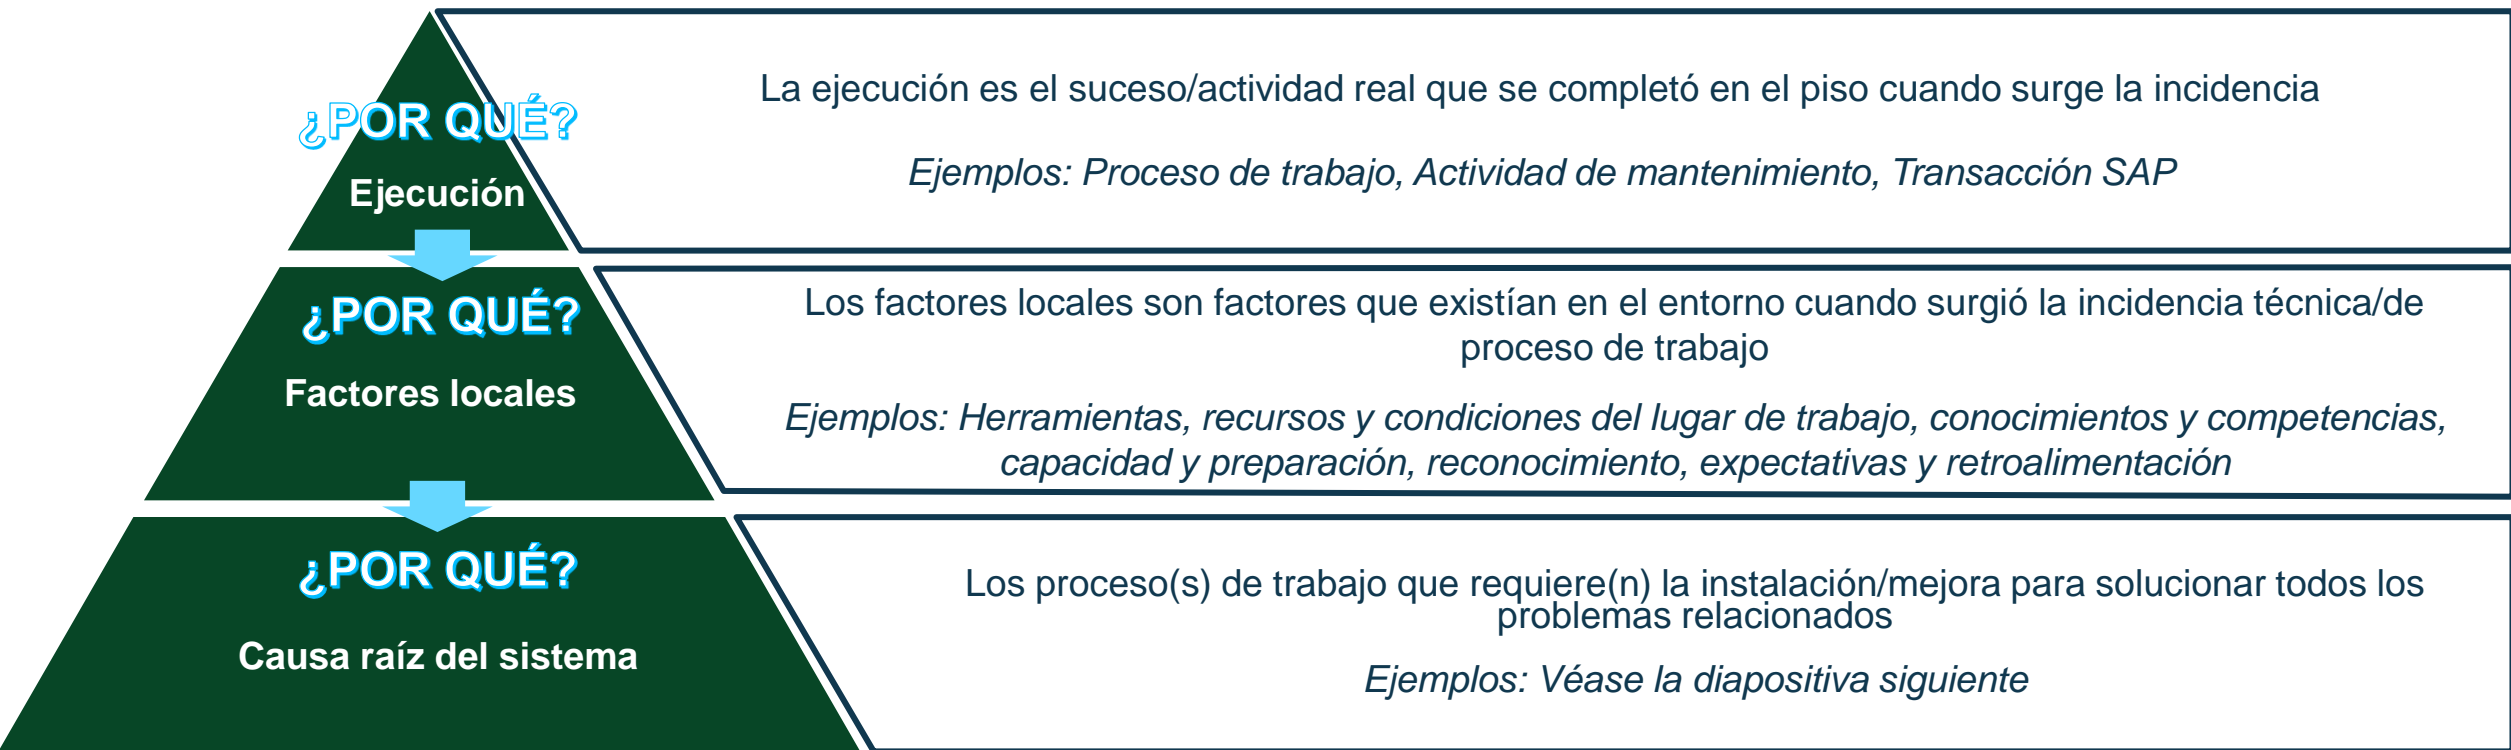 ¿POR QUÉ?
Ejecución
La ejecución es el suceso/actividad real que se completó en el piso cuando surge la incidencia
Ejemplos: Proceso de trabajo, Actividad de mantenimiento, Transacción SAP
¿POR QUÉ?
Factores locales
Los factores locales son factores que existían en el entorno cuando surgió la incidencia técnica/de
proceso de trabajo
Ejemplos: Herramientas, recursos y condiciones del lugar de trabajo, conocimientos y competencias,
capacidad y preparación, reconocimiento, expectativas y retroalimentación
¿POR QUÉ?
Causa raíz del sistema
Los proceso(s) de trabajo que requiere(n) la instalación/mejora para solucionar todos los
problemas relacionados
Ejemplos: Véase la diapositiva siguiente